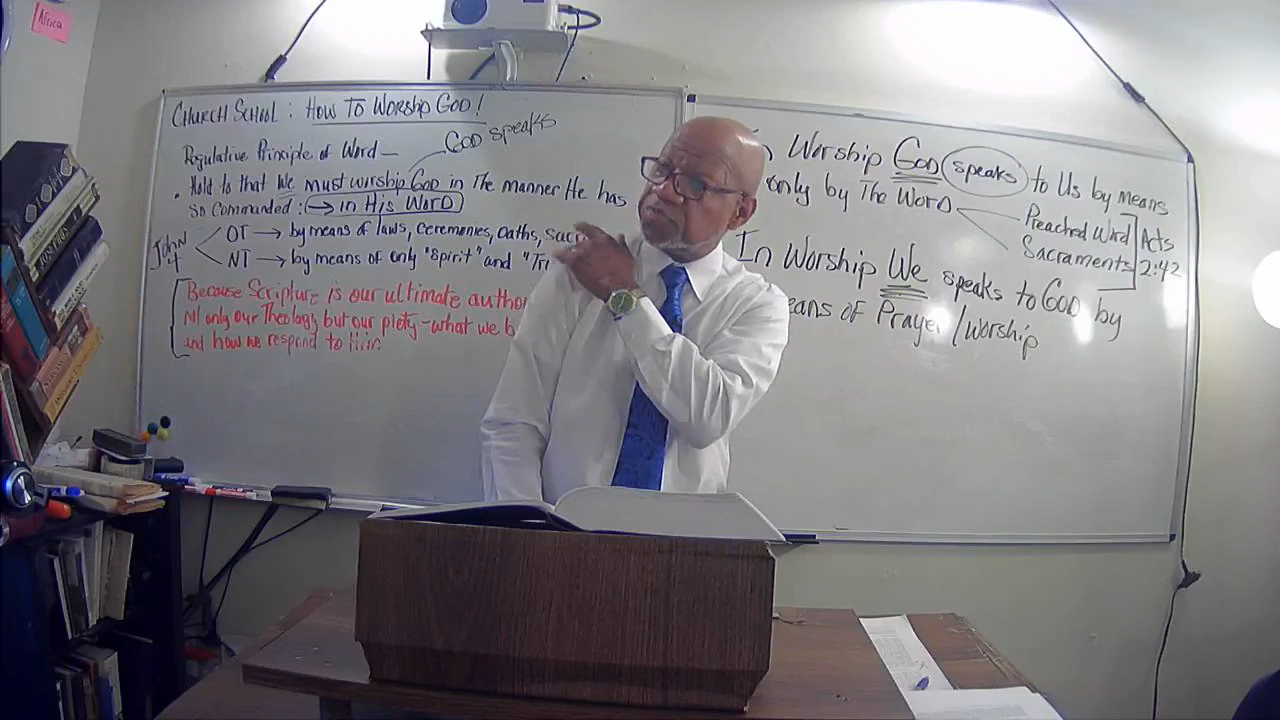 Africa
CHURCH SCHOOL: HOW TO WORSHIP GOD!
GOD speaks
Regulative Principle of Word —
• Hold to that We must worship GOD in The manner He has
so Commanded: → in His WORD
JOHN 4
OT → by means of laws, ceremonies, oaths, sac
NT → by means of only "Spirit" and "Tr
Because Scripture is our ultimate autho
not only our Theology but our piety - what we b
and how we respond to Him
Worship GOD speaks to Us by means
only by The WORD
Preached Word
Sacraments
Acts
2:42
In Worship We speaks to GOD by
eans of Prayer / worship